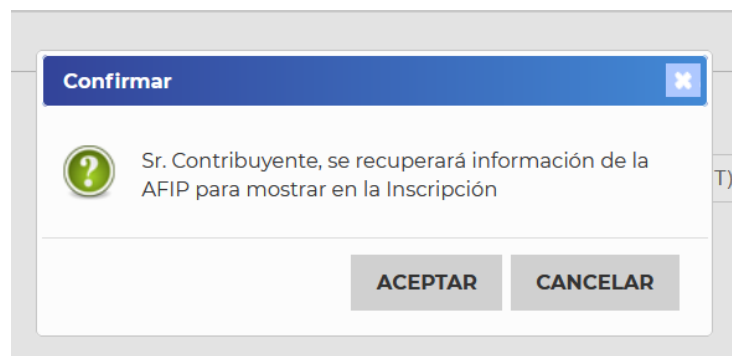 Confirmar
Sr. Contribuyente, se recuperará información de la
AFIP para mostrar en la Inscripción
T)
ACEPTAR
CANCELAR